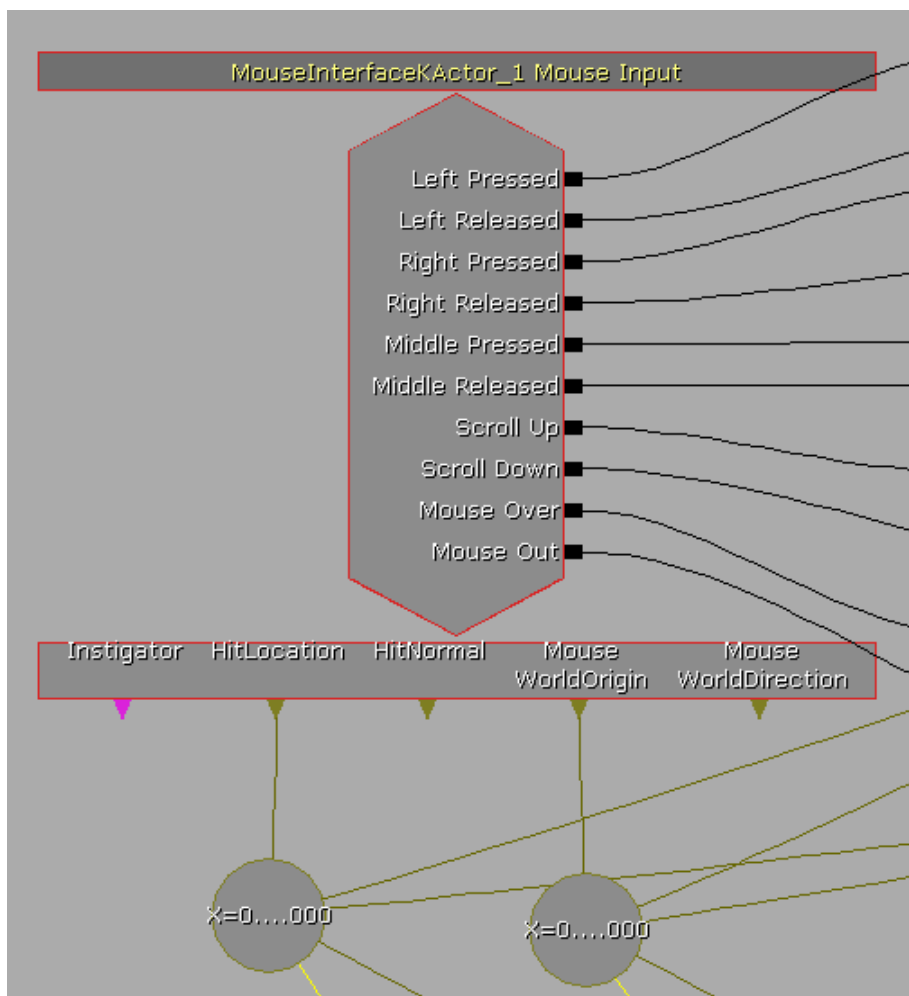 MouseInterfaceKActor_1 Mouse Input
Left Pressed
Left Released
Right Pressed
Right Released
Middle Pressed
Middle Released
Scroll Up
Scroll Down
Mouse Over
Mouse Out
Instigator HitLocation HitNormal Mouse WorldOrigin Mouse WorldDirection
X=0....000 X=0....000